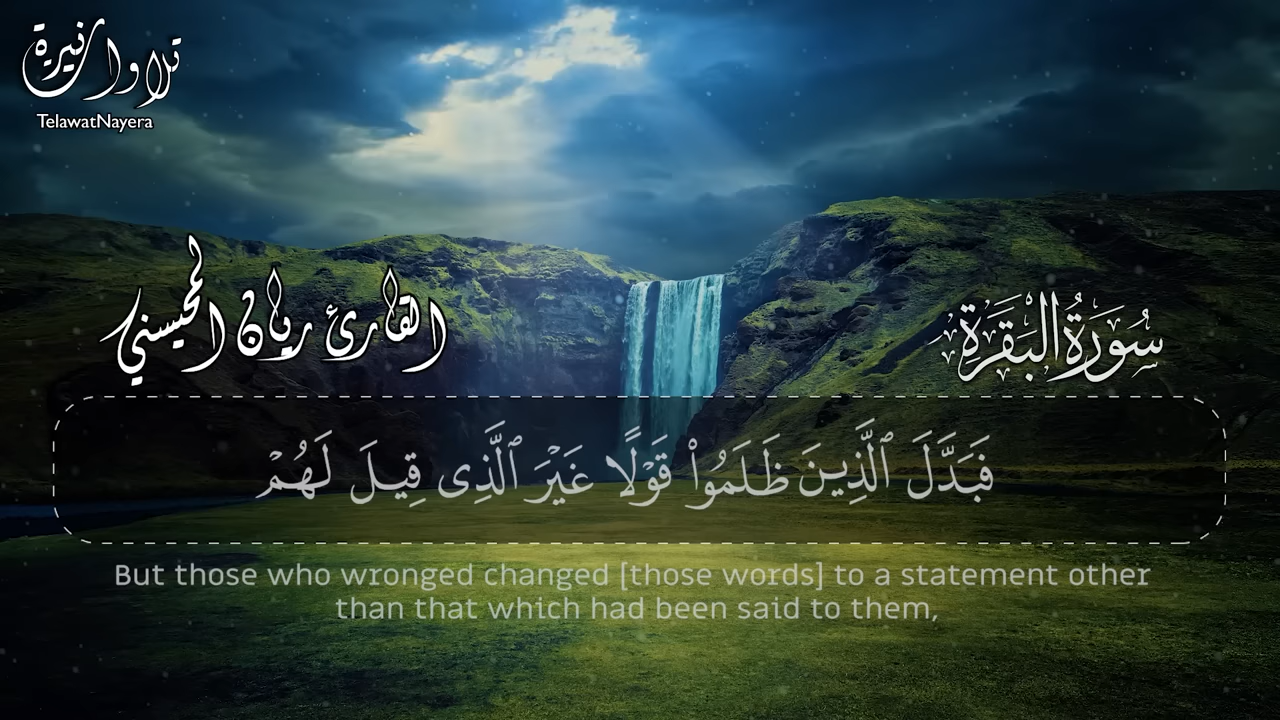 تلاوات نيرة
TelawatNayera
سُورَةُ البَقَرَةِ
القارئ ريان المحيسني
فَبَدَّلَ ٱلَّذِينَ ظَلَمُوا۟ قَوْلًا غَيْرَ ٱلَّذِى قِيلَ لَهُمْ
But those who wronged changed [those words] to a statement other
than that which had been said to them,